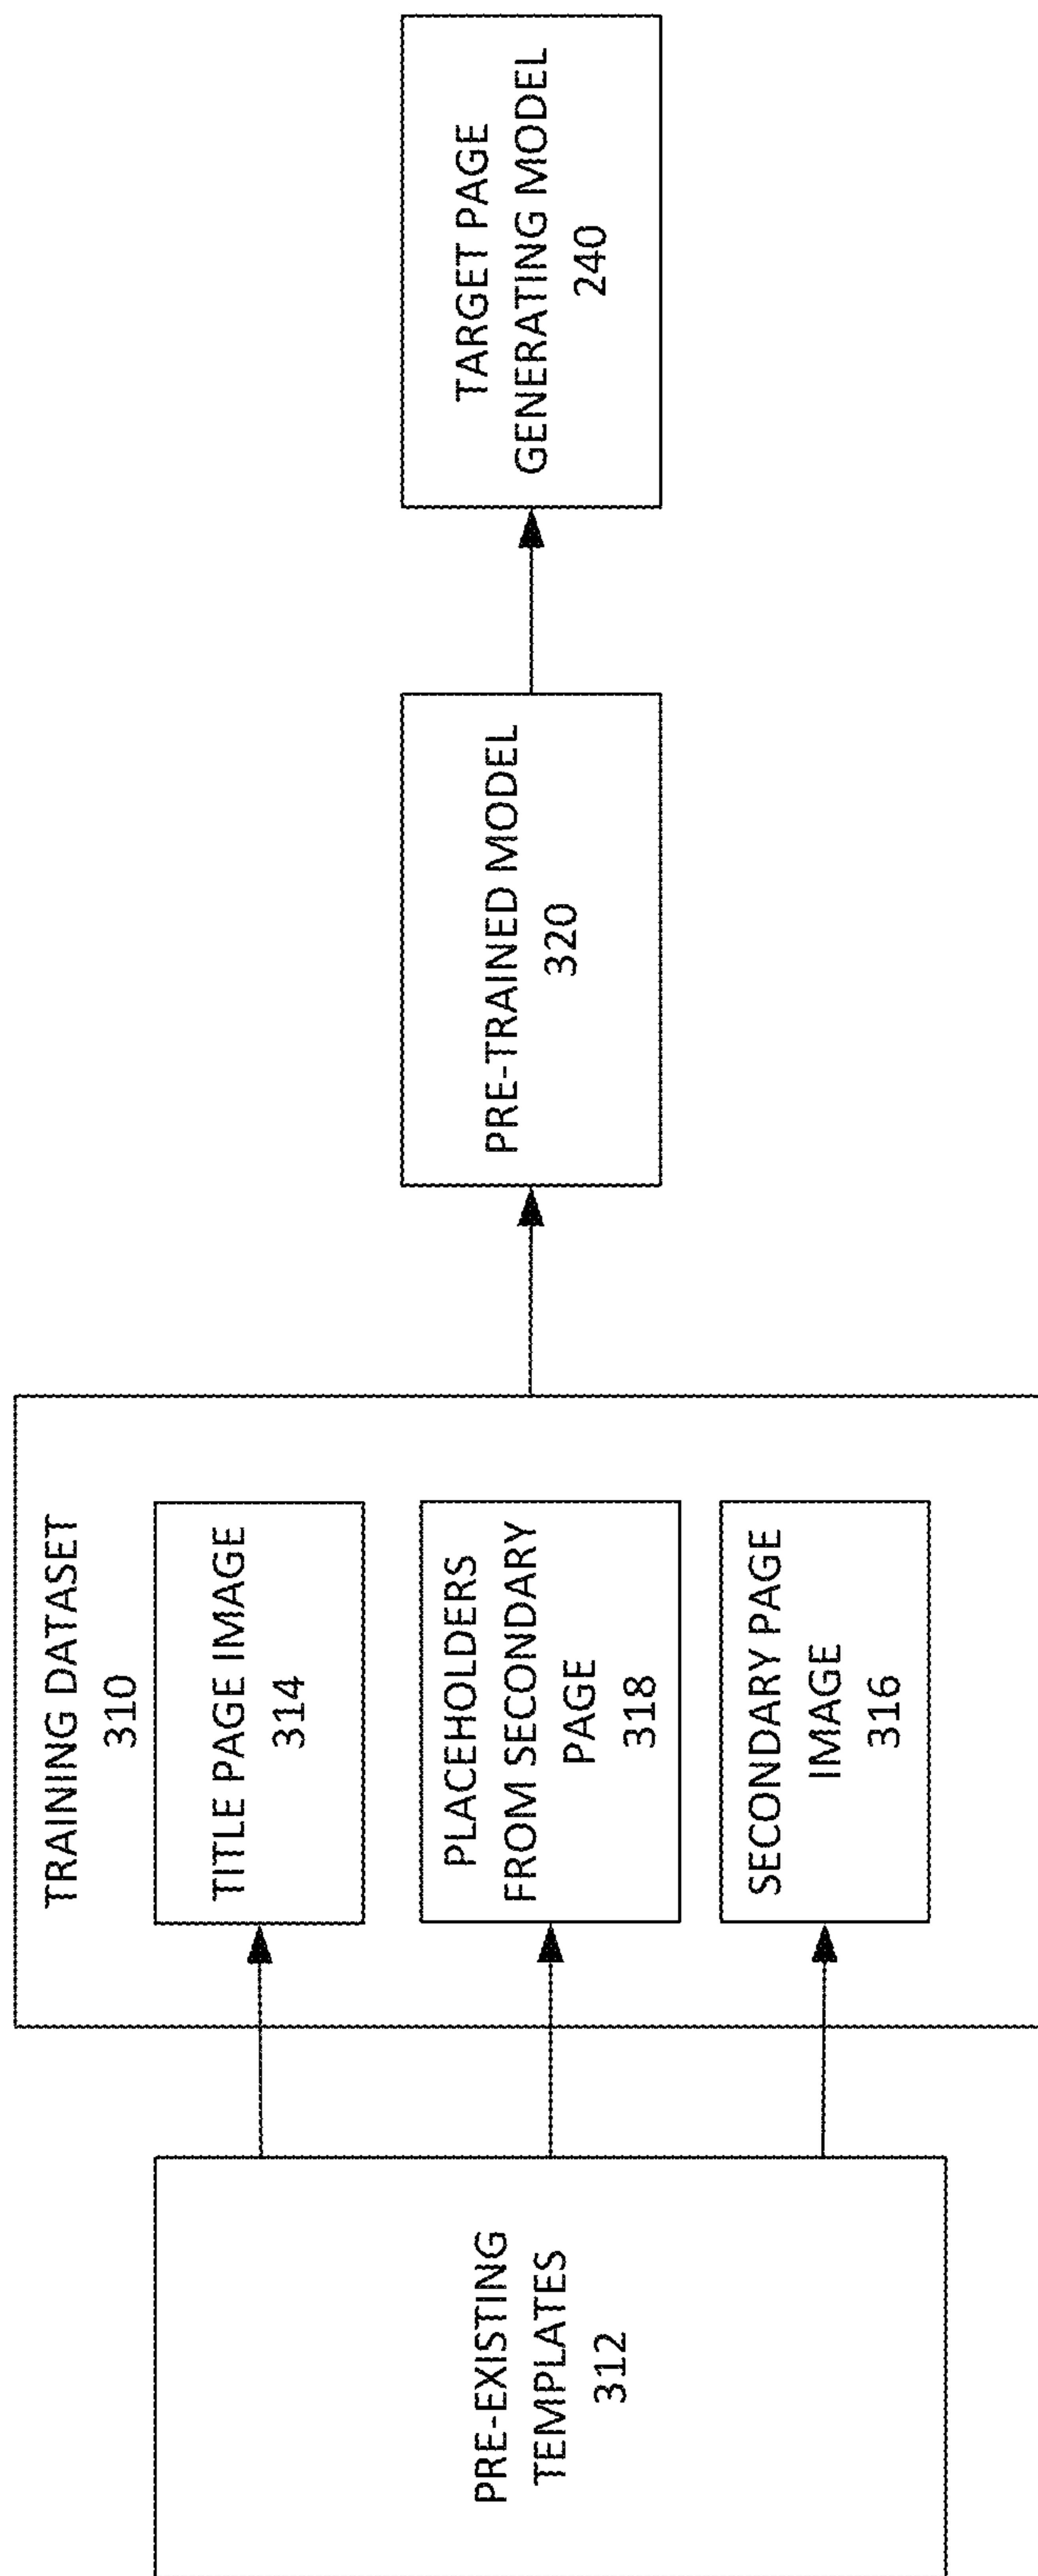 PRE-EXISTING
TEMPLATES
312
TRAINING DATASET
310
TITLE PAGE IMAGE
314
PLACEHOLDERS
FROM SECONDARY
PAGE
318
SECONDARY PAGE
IMAGE
316
PRE-TRAINED MODEL
320
TARGET PAGE
GENERATING MODEL
240